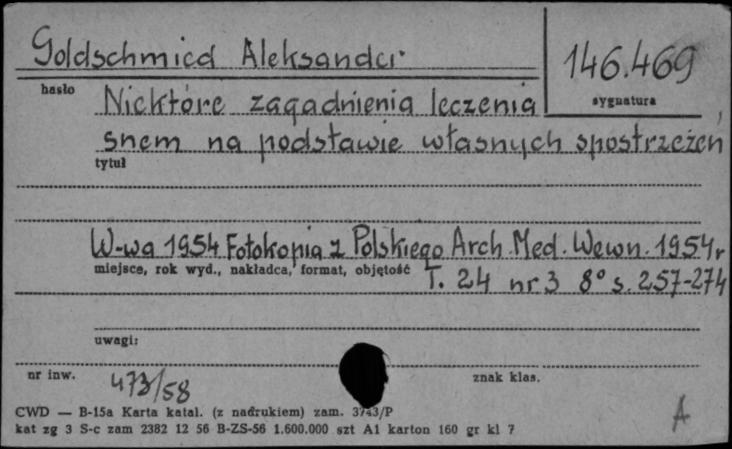 Goldschmied Aleksander
146.469
hasło
sygnatura
Niektóre zagadnienia leczenia
snem na podstawie własnych spostrzeżeń
tytuł
W-wa 1954 Fotokopia z Polskiego Arch. Med. Wewn. 1954 r
miejsce, rok wyd., nakładca, format, objętość
T. 24 nr 3 8° s. 257-274
uwagi:
nr inw. 473/58
znak klas.
CWD — B-15a Karta katal. (z nadrukiem) zam. 3743/P
A
kat zg 3 S-c zam 2382 12 56 B-ZS-56 1.600.000 szt A1 karton 160 gr kl 7